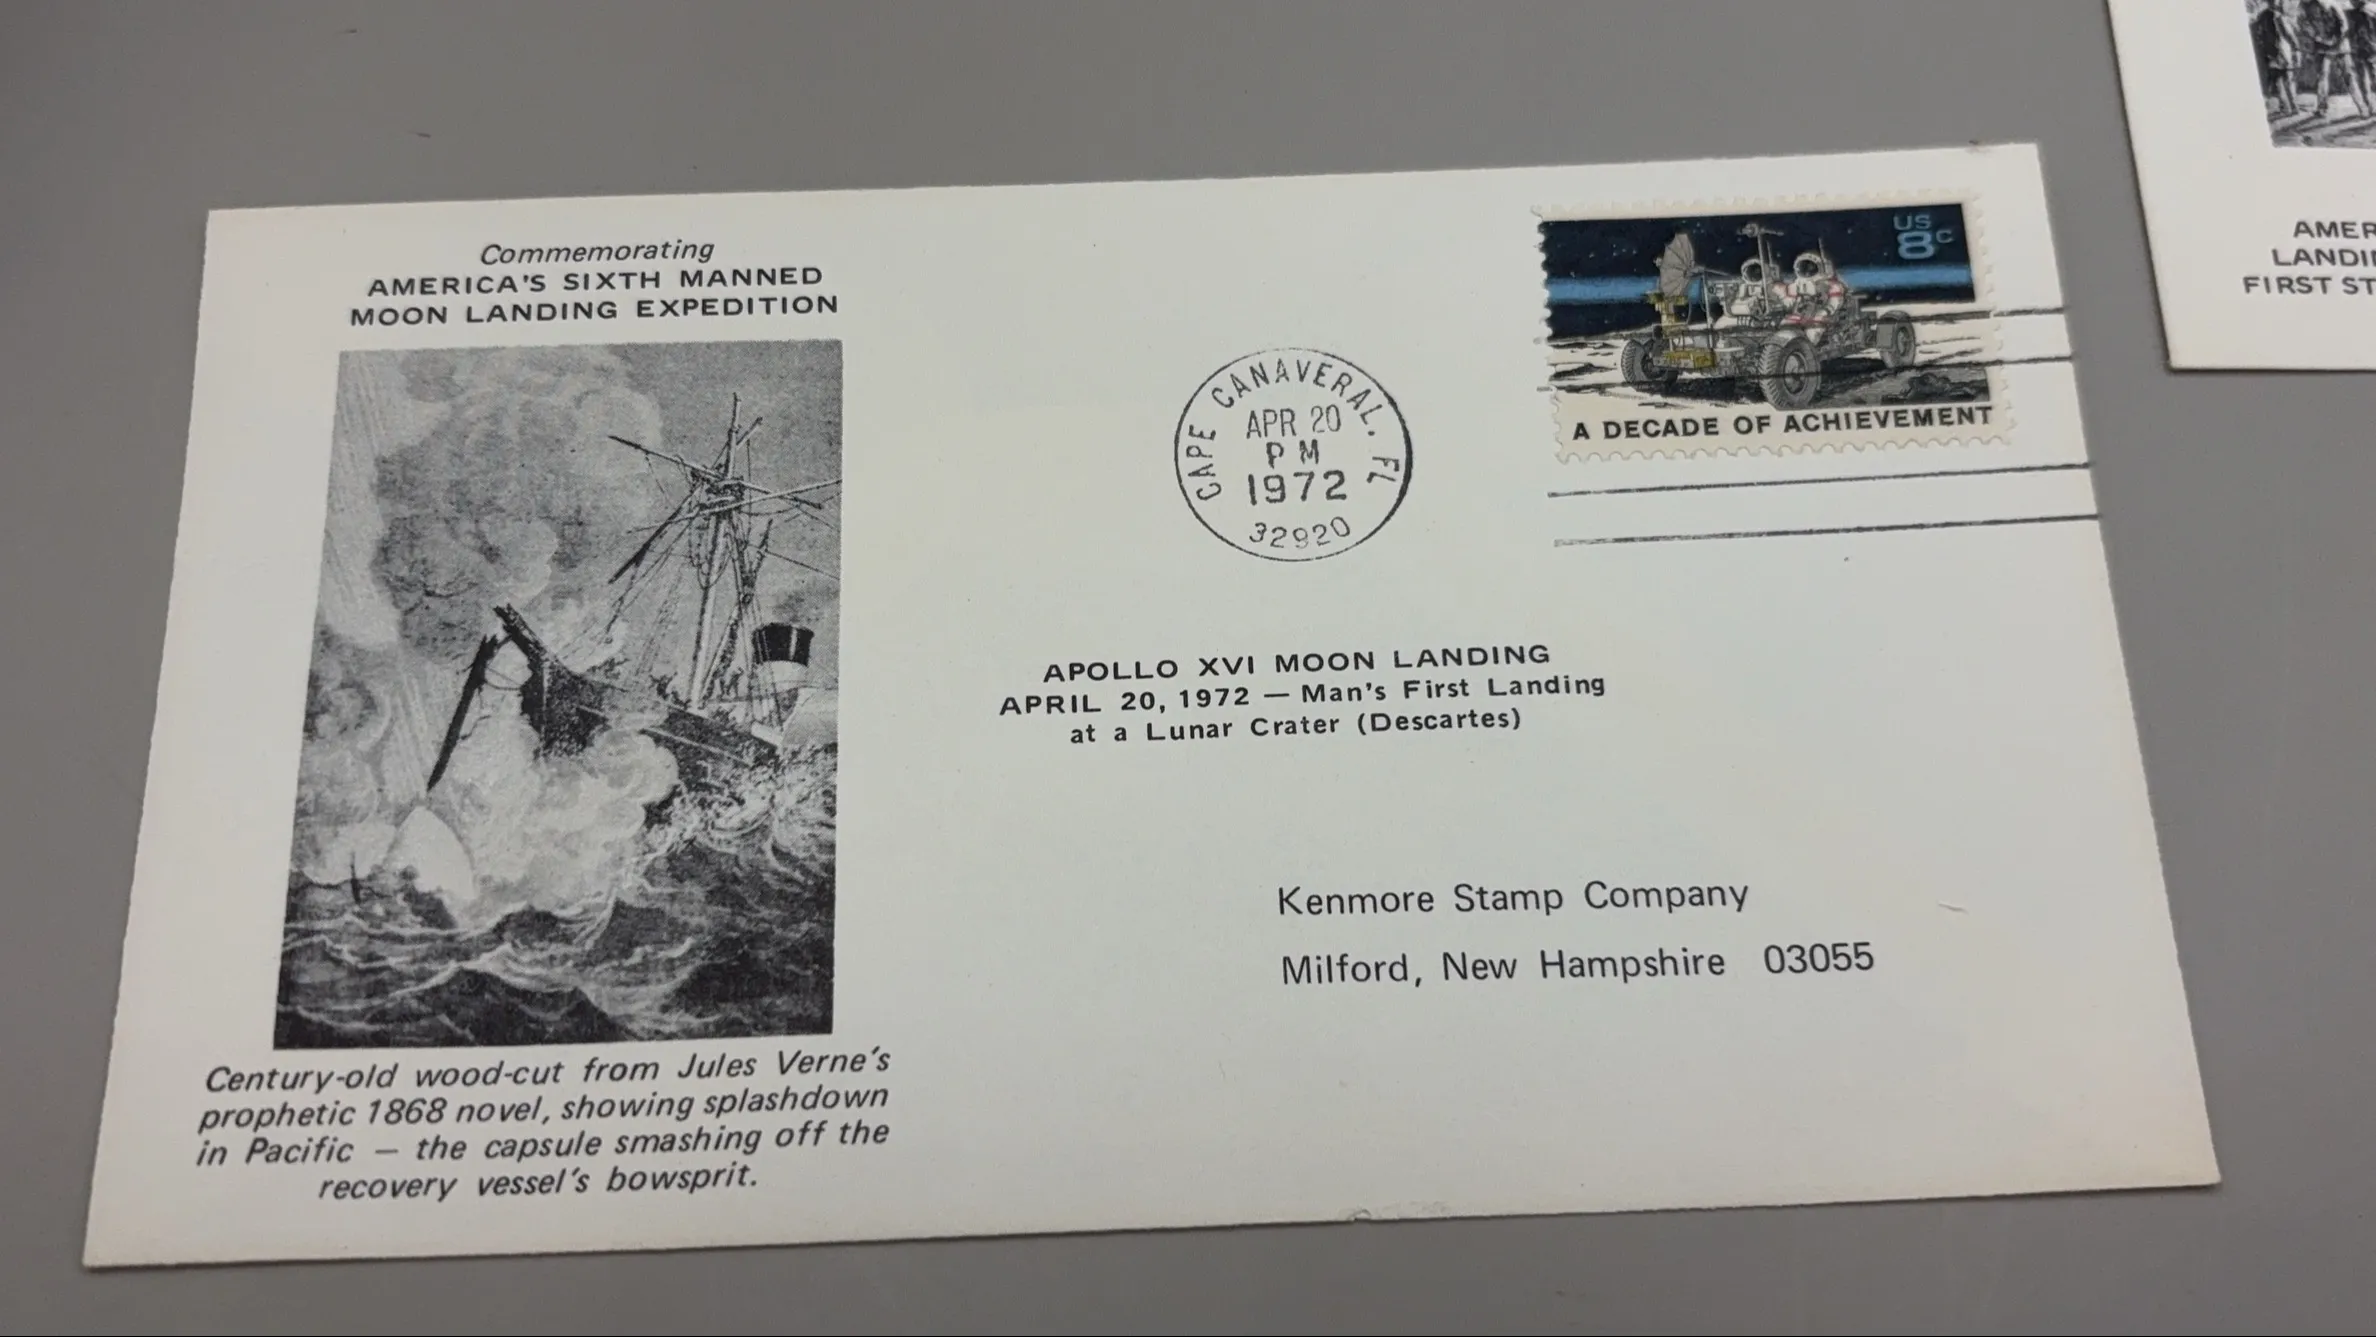 Commemorating
AMERICA'S SIXTH MANNED
MOON LANDING EXPEDITION
Century-old wood-cut from Jules Verne's
prophetic 1868 novel, showing splashdown
in Pacific — the capsule smashing off the
recovery vessel's bowsprit.
CAPE CANAVERAL, FL
APR 20
PM
1972
32920
US
8c
A DECADE OF ACHIEVEMENT
APOLLO XVI MOON LANDING
APRIL 20, 1972 — Man's First Landing
at a Lunar Crater (Descartes)
Kenmore Stamp Company
Milford, New Hampshire 03055
FIRST